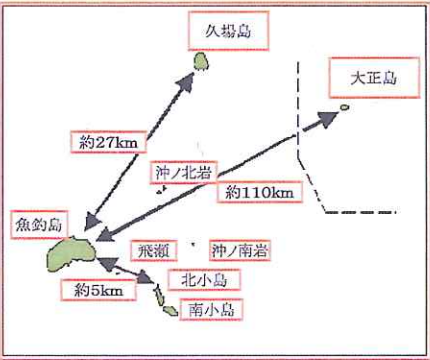 久場島
大正島
約27km
沖ノ北岩
約110km
魚釣島
飛瀬
沖ノ南岩
北小島
約5km
南小島